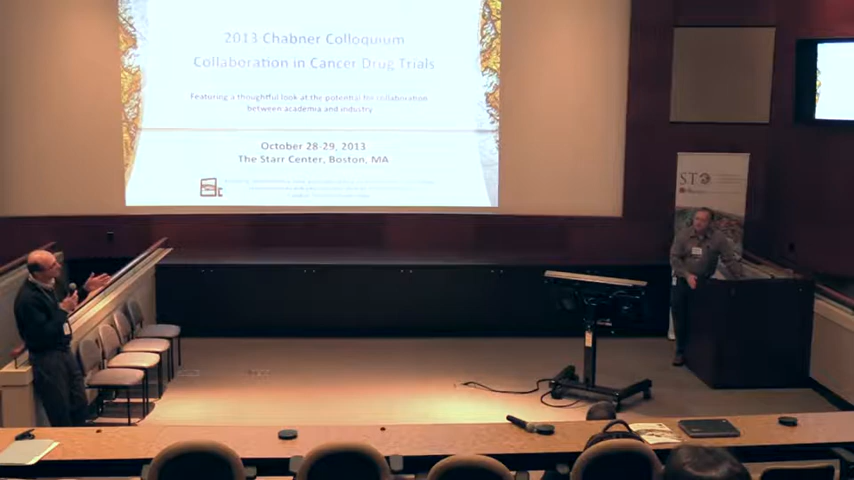 2013 Chabner Colloquium
Collaboration in Cancer Drug Trials
Featuring a thoughtful look at the potential for collaboration
between academia and industry
October 28-29, 2013
The Starr Center, Boston, MA